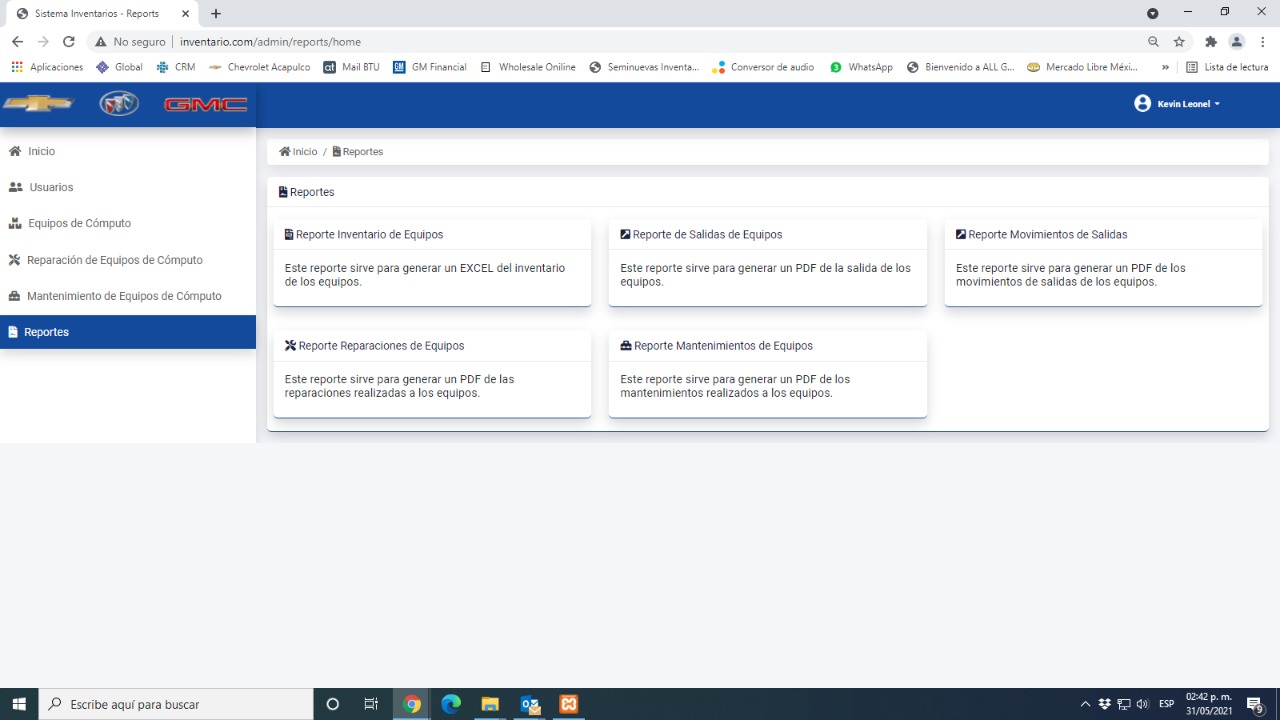 Sistema Inventarios - Reports
No seguro
inventario.com/admin/reports/home
Aplicaciones
Global
CRM
Chevrolet Acapulco
Mail BTU
GM Financial
Wholesale Online
Seminuevas Inventa...
Conversor de audio
WhatsApp
Bienvenido a ALL G...
Mercado Libre Méxi...
»
Lista de lectura
GMC
Kevin Leonel
Inicio
Usuarios
Equipos de Cómputo
Reparación de Equipos de Cómputo
Mantenimiento de Equipos de Cómputo
Reportes
Inicio / Reportes
Reportes
Reporte Inventario de Equipos
Este reporte sirve para generar un EXCEL del inventario
de los equipos.
Reporte de Salidas de Equipos
Este reporte sirve para generar un PDF de la salida de los
equipos.
Reporte Movimientos de Salidas
Este reporte sirve para generar un PDF de los
movimientos de salidas de los equipos.
Reporte Reparaciones de Equipos
Este reporte sirve para generar un PDF de las
reparaciones realizadas a los equipos.
Reporte Mantenimientos de Equipos
Este reporte sirve para generar un PDF de los
mantenimientos realizados a los equipos.
Escribe aquí para buscar
ESP
02:42 p. m.
31/05/2021
9